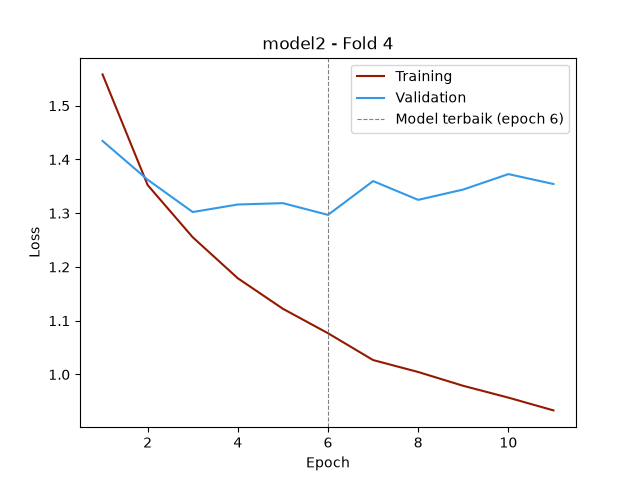 model2 - Fold 4
Training
Validation
Model terbaik (epoch 6)
Loss
1.5
1.4
1.3
1.2
1.1
1.0
2 4 6 8 10
Epoch